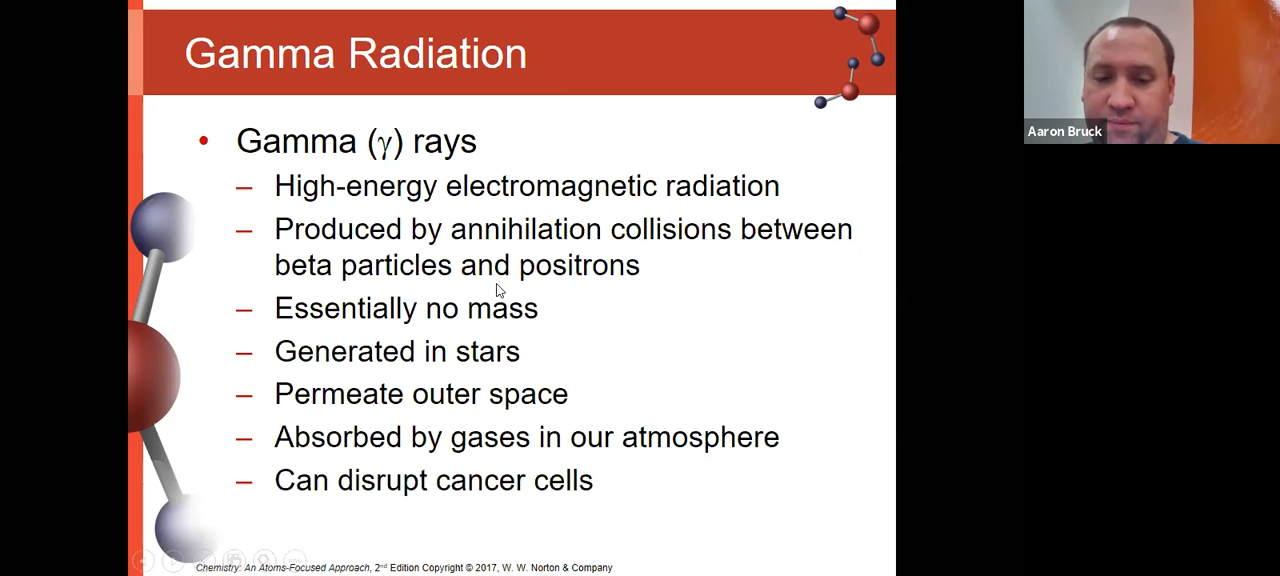 Gamma Radiation
Aaron Bruck
• Gamma (γ) rays
– High-energy electromagnetic radiation
– Produced by annihilation collisions between
beta particles and positrons
– Essentially no mass
– Generated in stars
– Permeate outer space
– Absorbed by gases in our atmosphere
– Can disrupt cancer cells
Chemistry: An Atoms-Focused Approach, 2nd Edition Copyright © 2017, W. W. Norton & Company